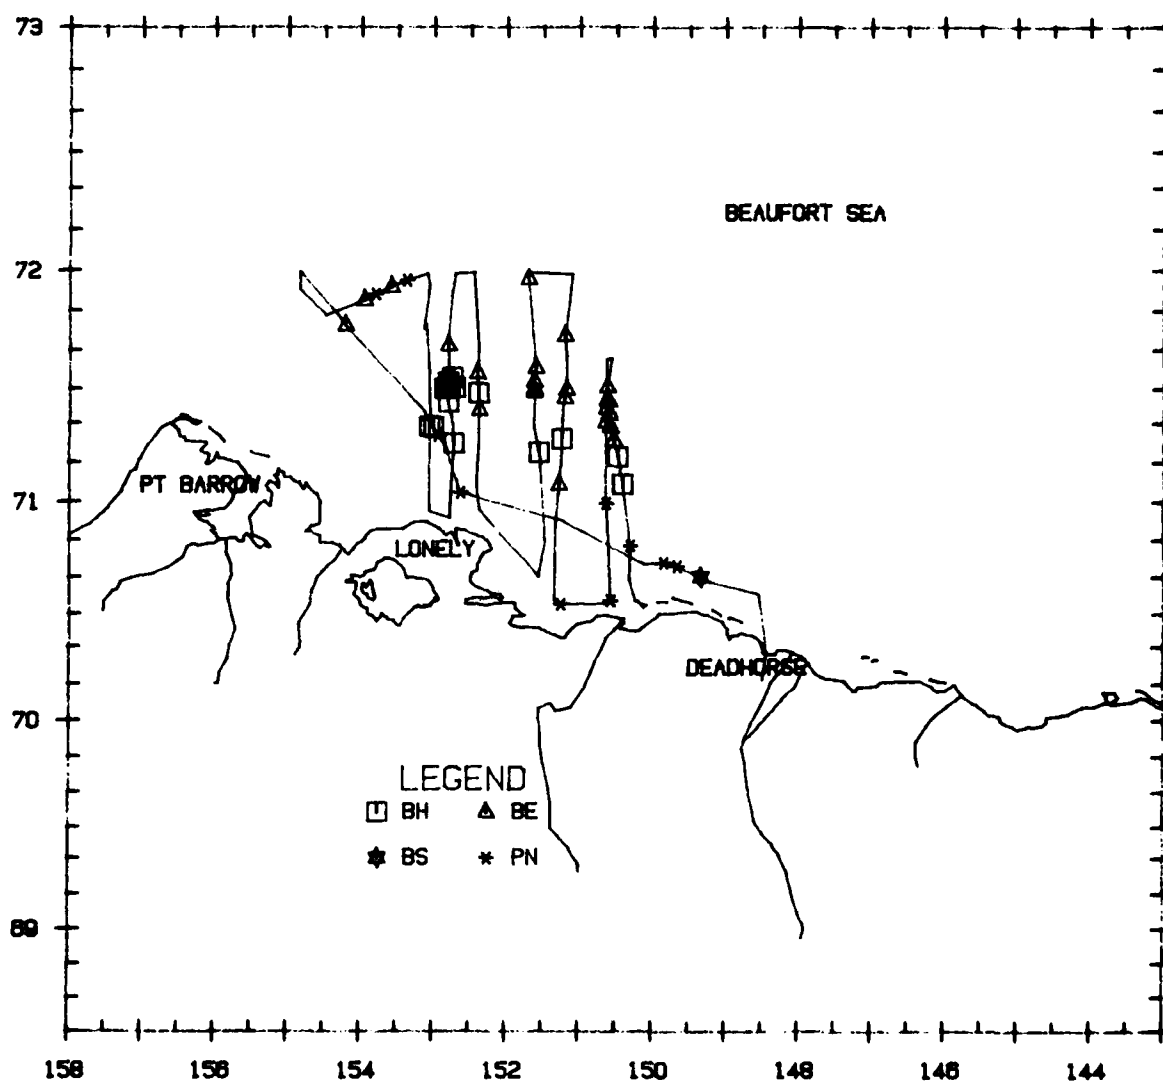 73
BEAUFORT SEA
72
71
PT BARROW
LONELY
DEADHORSE
70
LEGEND
BH BE
BS PN
69
158 156 154 152 150 148 146 144